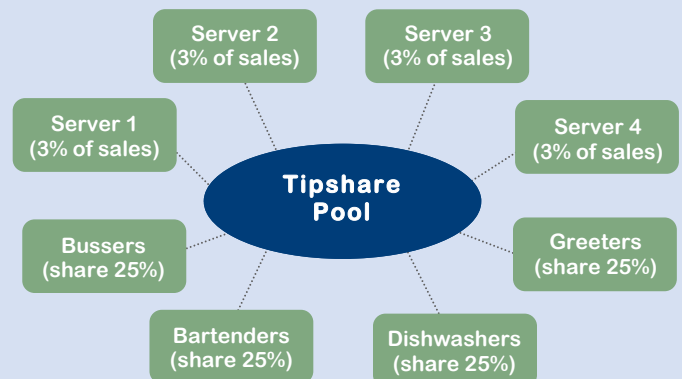 Server 2
(3% of sales)
Server 3
(3% of sales)
Server 1
(3% of sales)
Server 4
(3% of sales)
Tipshare
Pool
Bussers
(share 25%)
Greeters
(share 25%)
Bartenders
(share 25%)
Dishwashers
(share 25%)